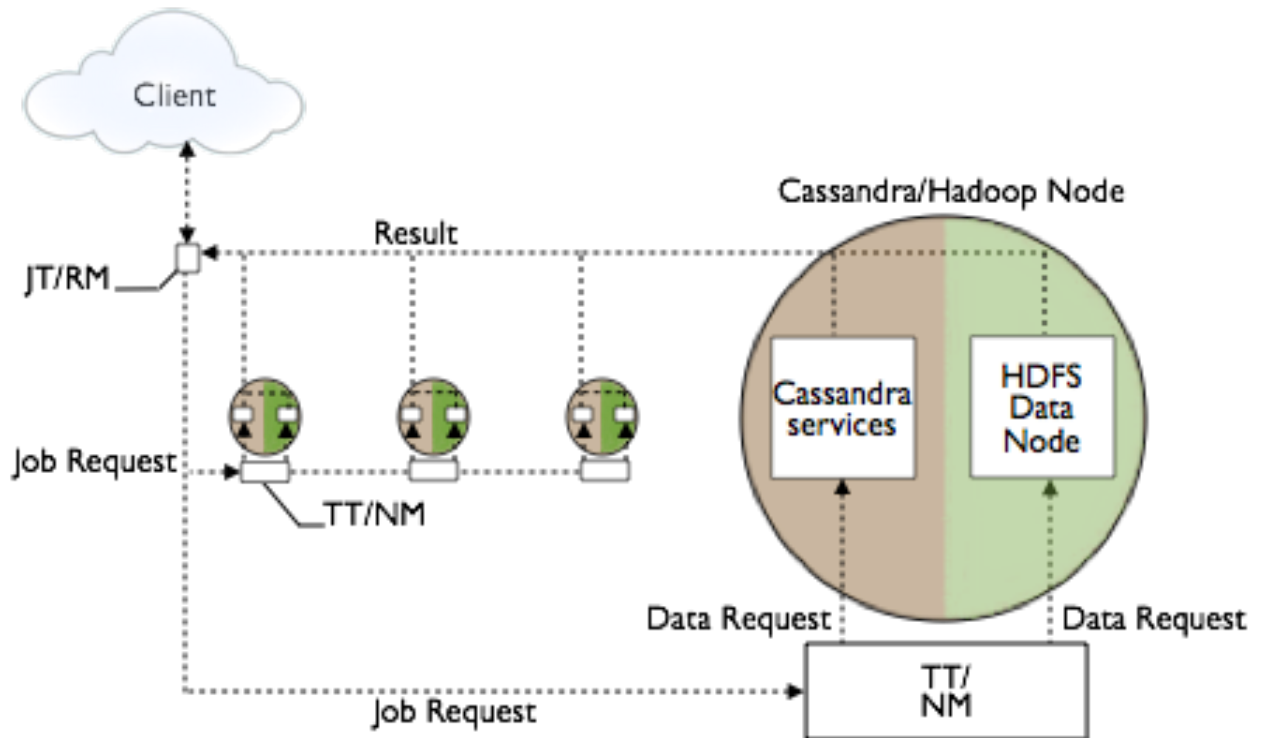 Client
Cassandra/Hadoop Node
Result
JT/RM
Cassandra
services
HDFS
Data
Node
Job Request
TT/NM
Data Request
Data Request
TT/
NM
Job Request